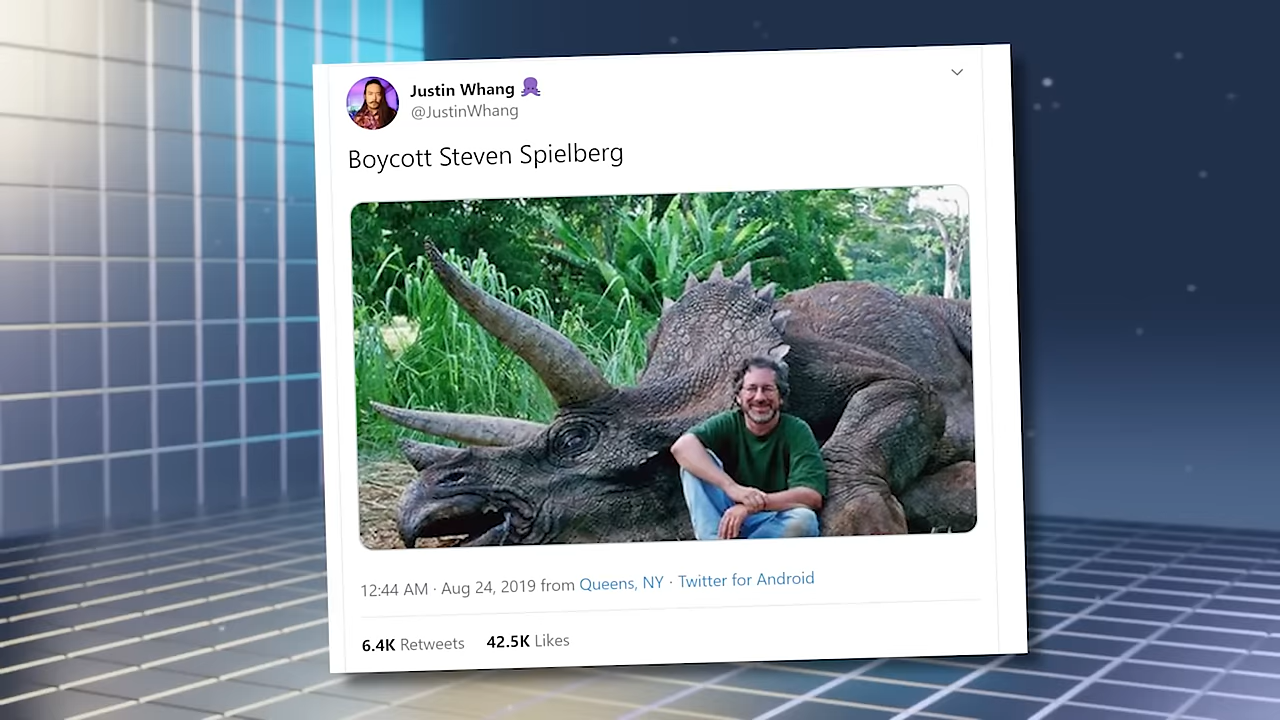 Justin Whang
@JustinWhang
Boycott Steven Spielberg
12:44 AM · Aug 24, 2019 from Queens, NY · Twitter for Android
6.4K Retweets 42.5K Likes